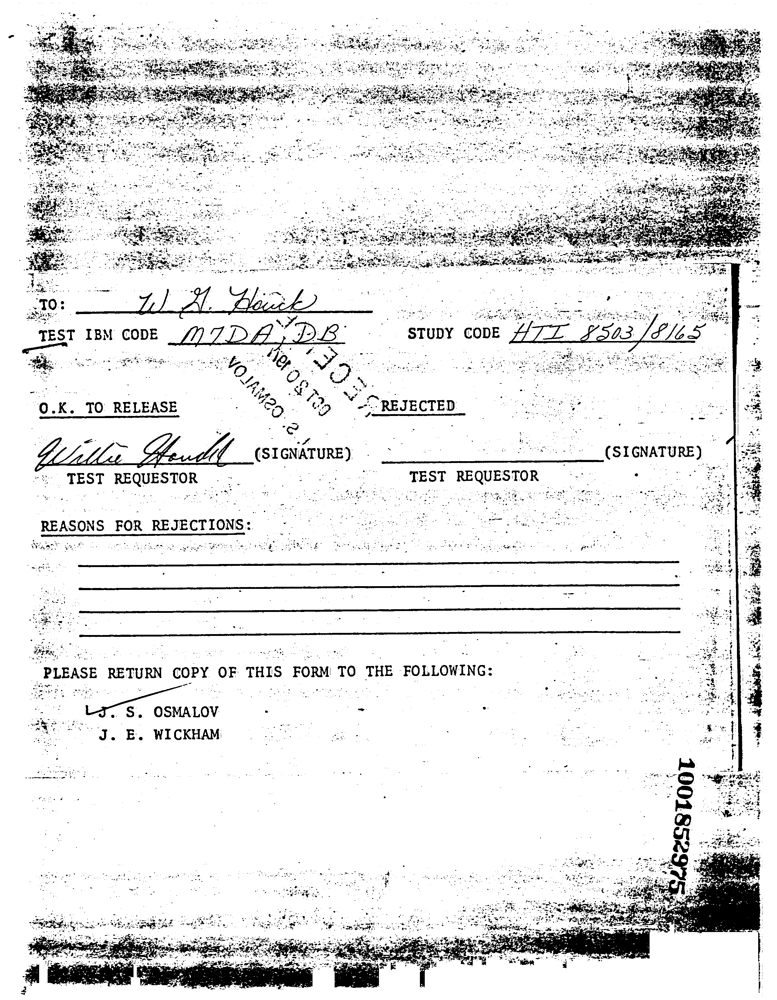 TO: W G. Houck
TEST IBM CODE M7DA, DB STUDY CODE HTI 8503/8165
RECEIVED
OCT 20
J. S. OSMALOV
O.K. TO RELEASE REJECTED
Willie Houck (SIGNATURE) (SIGNATURE)
TEST REQUESTOR TEST REQUESTOR
REASONS FOR REJECTIONS:
PLEASE RETURN COPY OF THIS FORM TO THE FOLLOWING:
J. S. OSMALOV
J. E. WICKHAM
1001852975